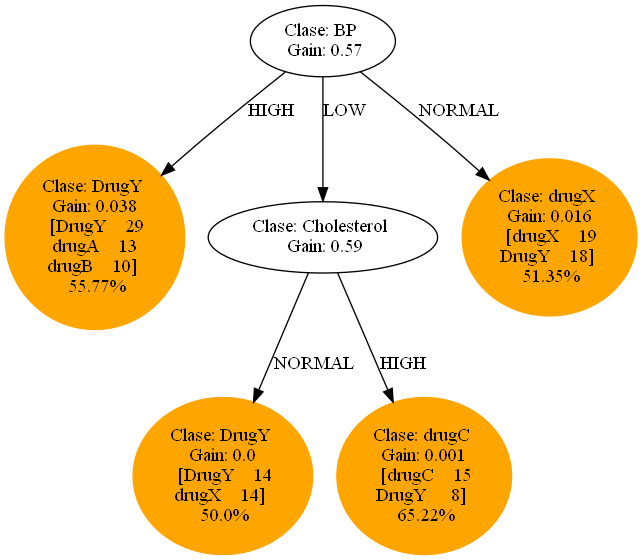 Clase: BP
Gain: 0.57
HIGH
LOW
NORMAL
Clase: DrugY
Gain: 0.038
[DrugY 29
drugA 13
drugB 10]
55.77%
Clase: Cholesterol
Gain: 0.59
Clase: drugX
Gain: 0.016
[drugX 19
DrugY 18]
51.35%
NORMAL
HIGH
Clase: DrugY
Gain: 0.0
[DrugY 14
drugX 14]
50.0%
Clase: drugC
Gain: 0.001
[drugC 15
DrugY 8]
65.22%